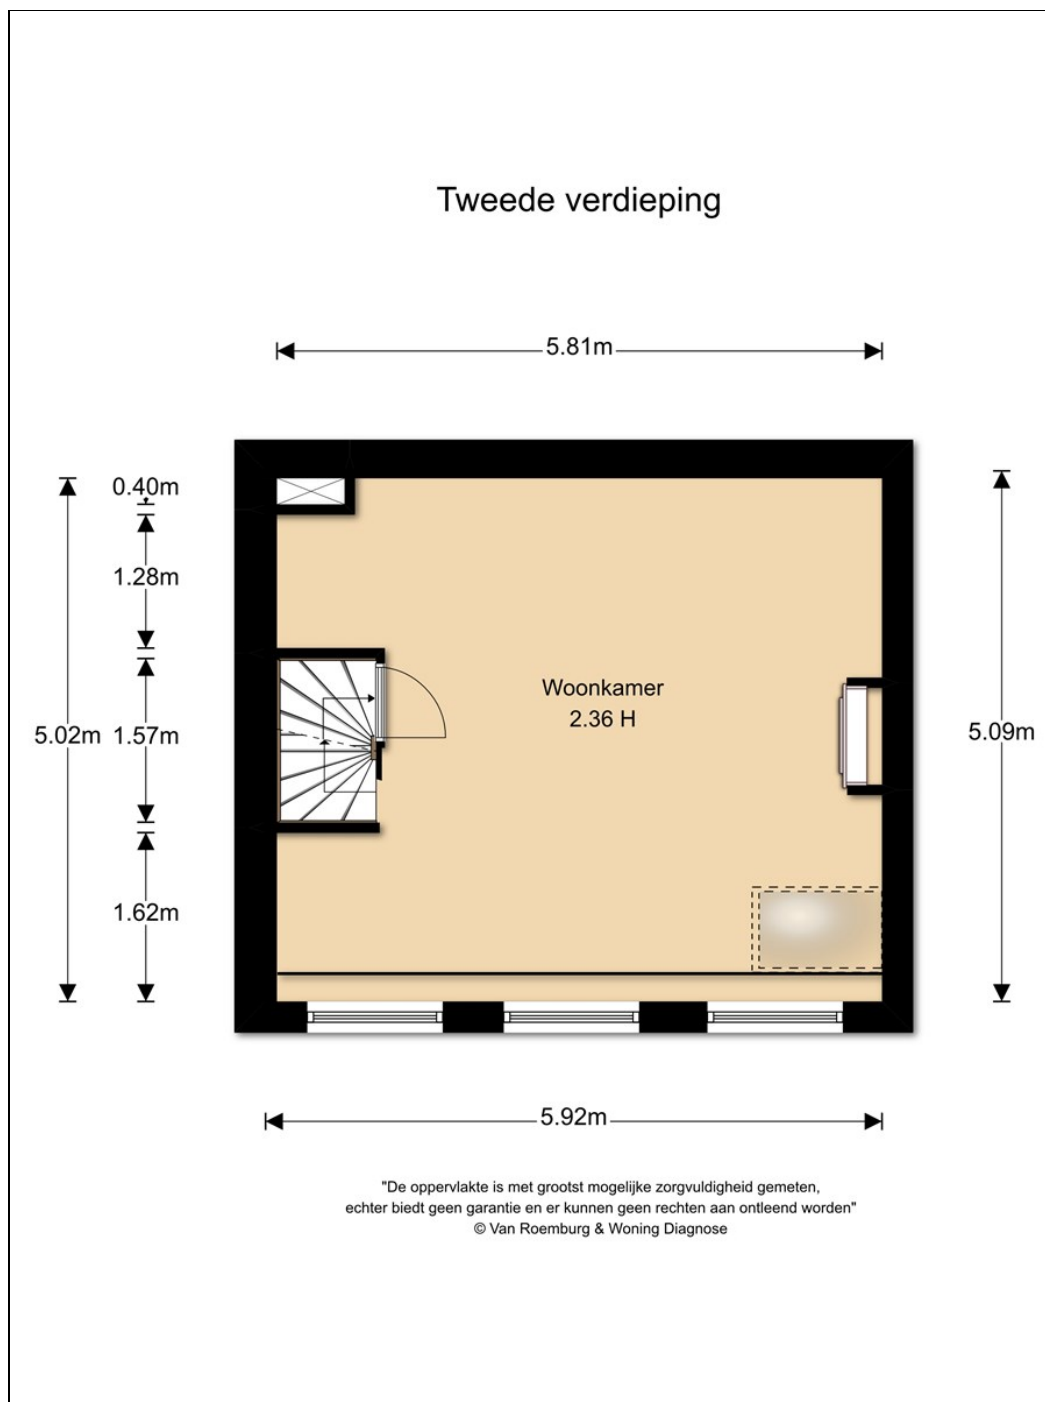 Tweede verdieping
5.81m
0.40m
1.28m
5.02m
1.57m
1.62m
Woonkamer
2.36 H
5.09m
5.92m
"De oppervlakte is met grootst mogelijke zorgvuldigheid gemeten,
echter biedt geen garantie en er kunnen geen rechten aan ontleend worden"
© Van Roemburg & Woning Diagnose